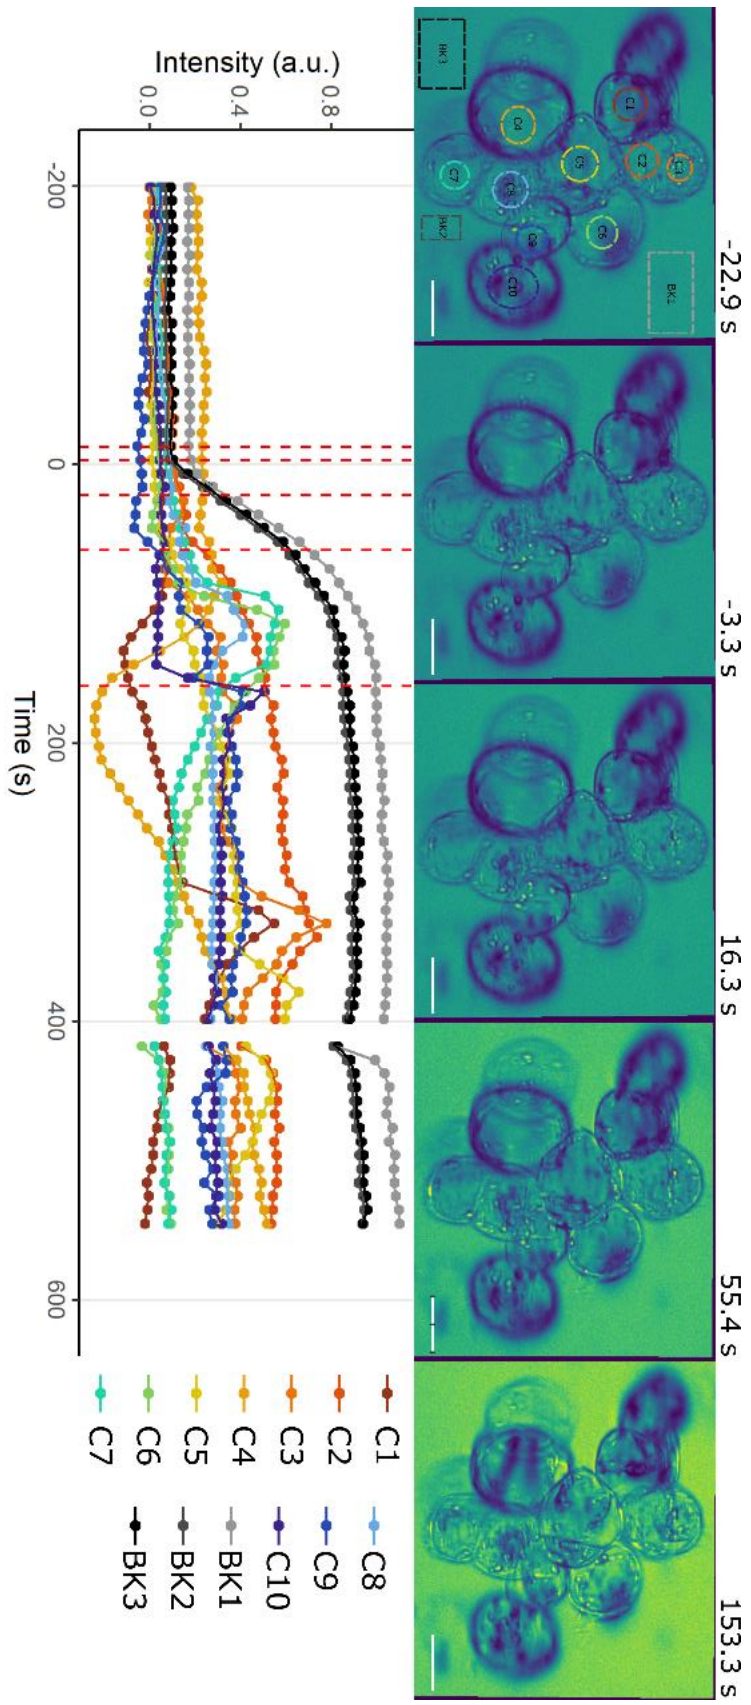 -22.9 s
-3.3 s
16.3 s
55.4 s
153.3 s
C1
C2
C3
C4
C5
C6
C7
C8
C9
C10
BK1
BK2
BK3
Intensity (a.u.)
0.8
0.4
0.0
-200
0
200
400
600
Time (s)
C1
C2
C3
C4
C5
C6
C7
C8
C9
C10
BK1
BK2
BK3